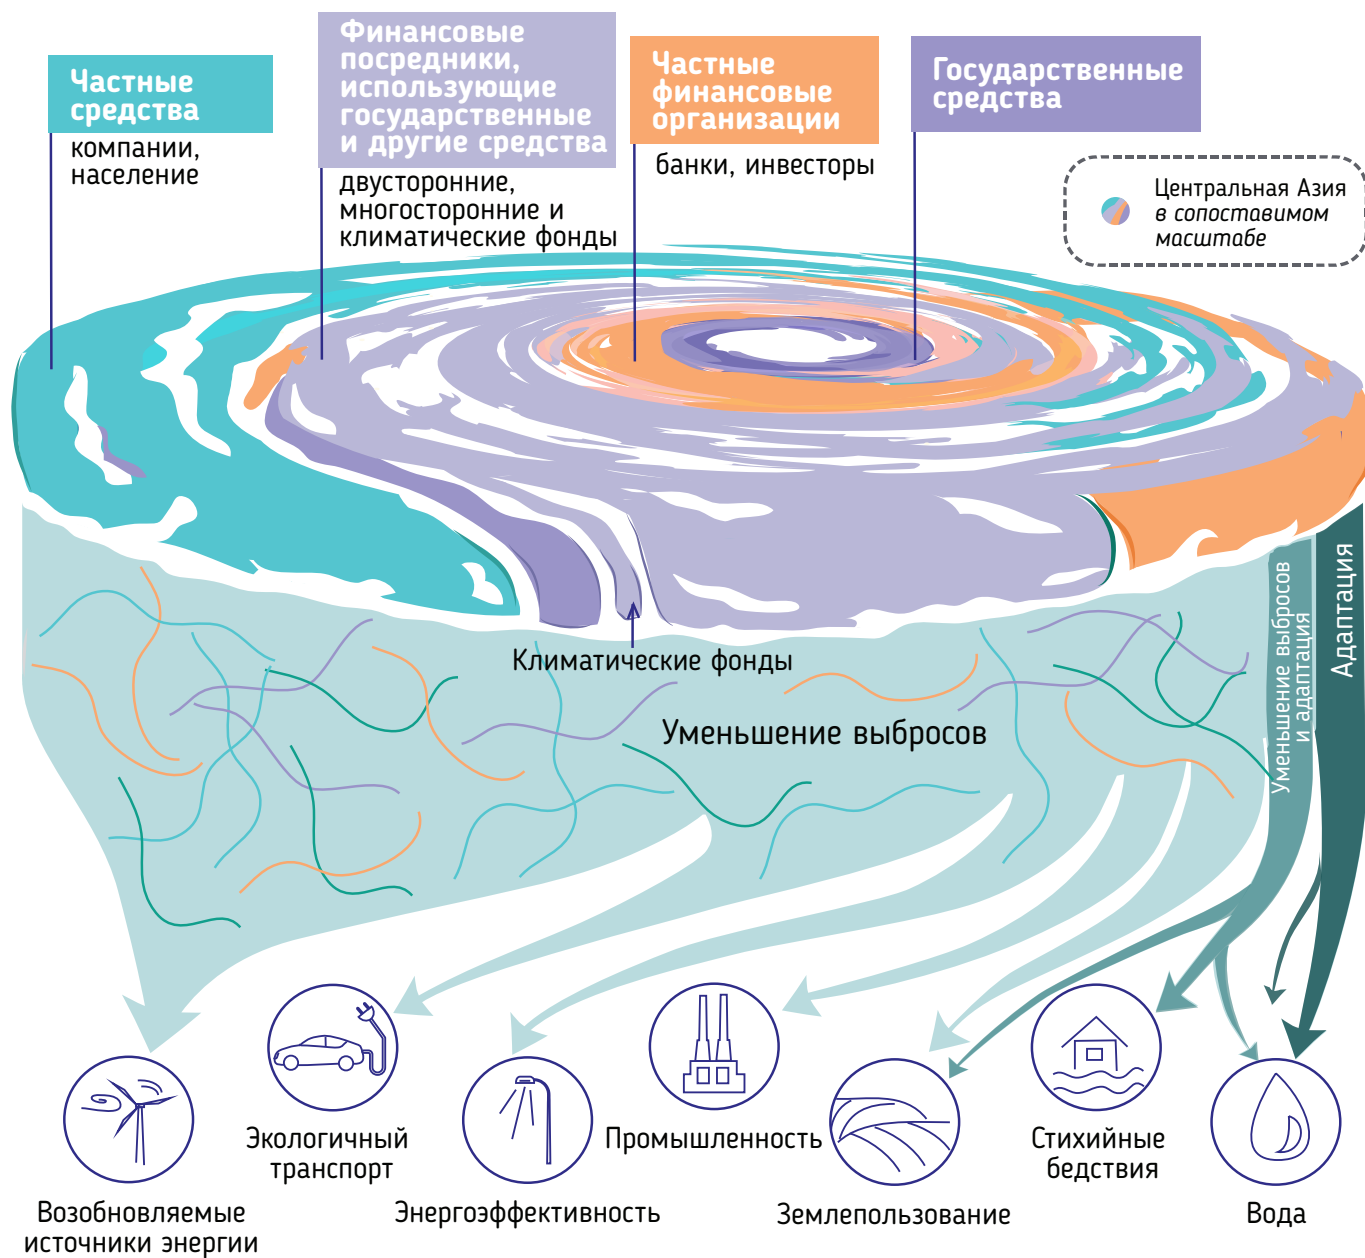 Частные
средства
компании,
население
Финансовые
посредники,
использующие
государственные
и другие средства
двусторонние,
многосторонние и
климатические фонды
Частные
финансовые
организации
банки, инвесторы
Государственные
средства
Центральная Азия
в сопоставимом
масштабе
Климатические фонды
Уменьшение выбросов
Уменьшение выбросов
и адаптация
Адаптация
Возобновляемые
источники энергии
Экологичный
транспорт
Энергоэффективность
Промышленность
Землепользование
Стихийные
бедствия
Вода